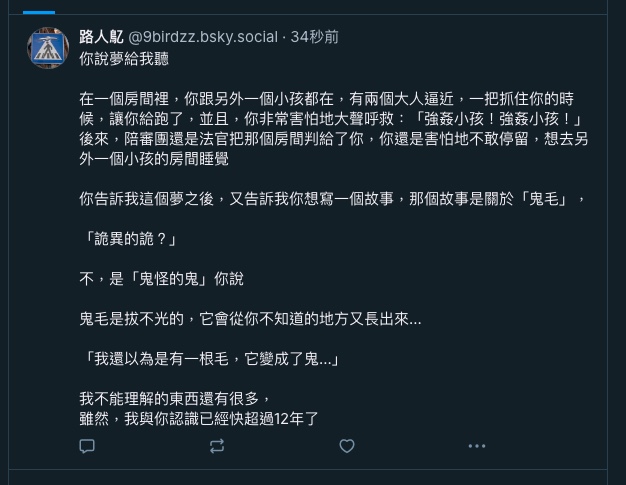 路人鳦 @9birdzz.bsky.social · 34秒前
你說夢給我聽
在一個房間裡，你跟另外一個小孩都在，有兩個大人逼近，一把抓住你的時
候，讓你給跑了，並且，你非常害怕地大聲呼救：「強姦小孩！強姦小孩！」
後來，陪審團還是法官把那個房間判給了你，你還是害怕地不敢停留，想去另
外一個小孩的房間睡覺
你告訴我這個夢之後，又告訴我你想寫一個故事，那個故事是關於「鬼毛」，
「詭異的詭？」
不，是「鬼怪的鬼」你說
鬼毛是拔不光的，它會從你不知道的地方又長出來...
「我還以為是有一根毛，它變成了鬼...」
我不能理解的東西還有很多，
雖然，我與你認識已經快超過12年了